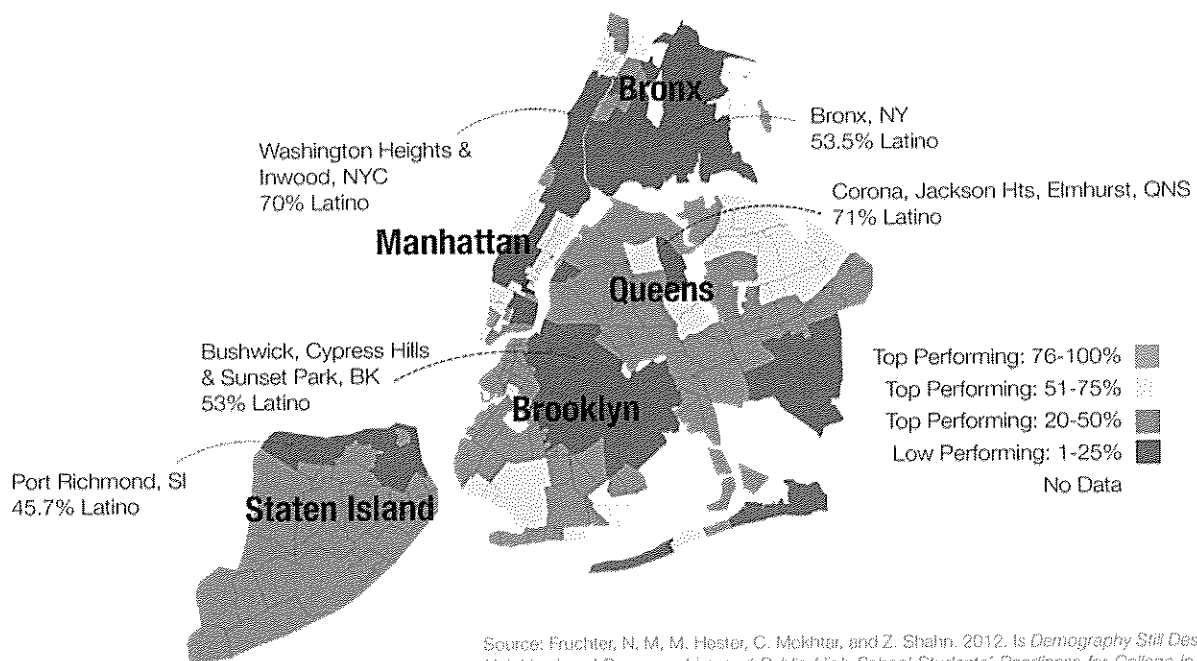 Bronx
Bronx, NY
53.5% Latino
Washington Heights &
Inwood, NYC
70% Latino
Corona, Jackson Hts, Elmhurst, QNS
71% Latino
Manhattan
Queens
Bushwick, Cypress Hills
& Sunset Park, BK
53% Latino
Top Performing: 76-100%
Top Performing: 51-75%
Top Performing: 20-50%
Low Performing: 1-25%
No Data
Brooklyn
Port Richmond, SI
45.7% Latino
Staten Island
Source: Fruchter, N. M, M. Hester, C. Mokhtar, and Z. Shahn. 2012. Is Demography Still Des